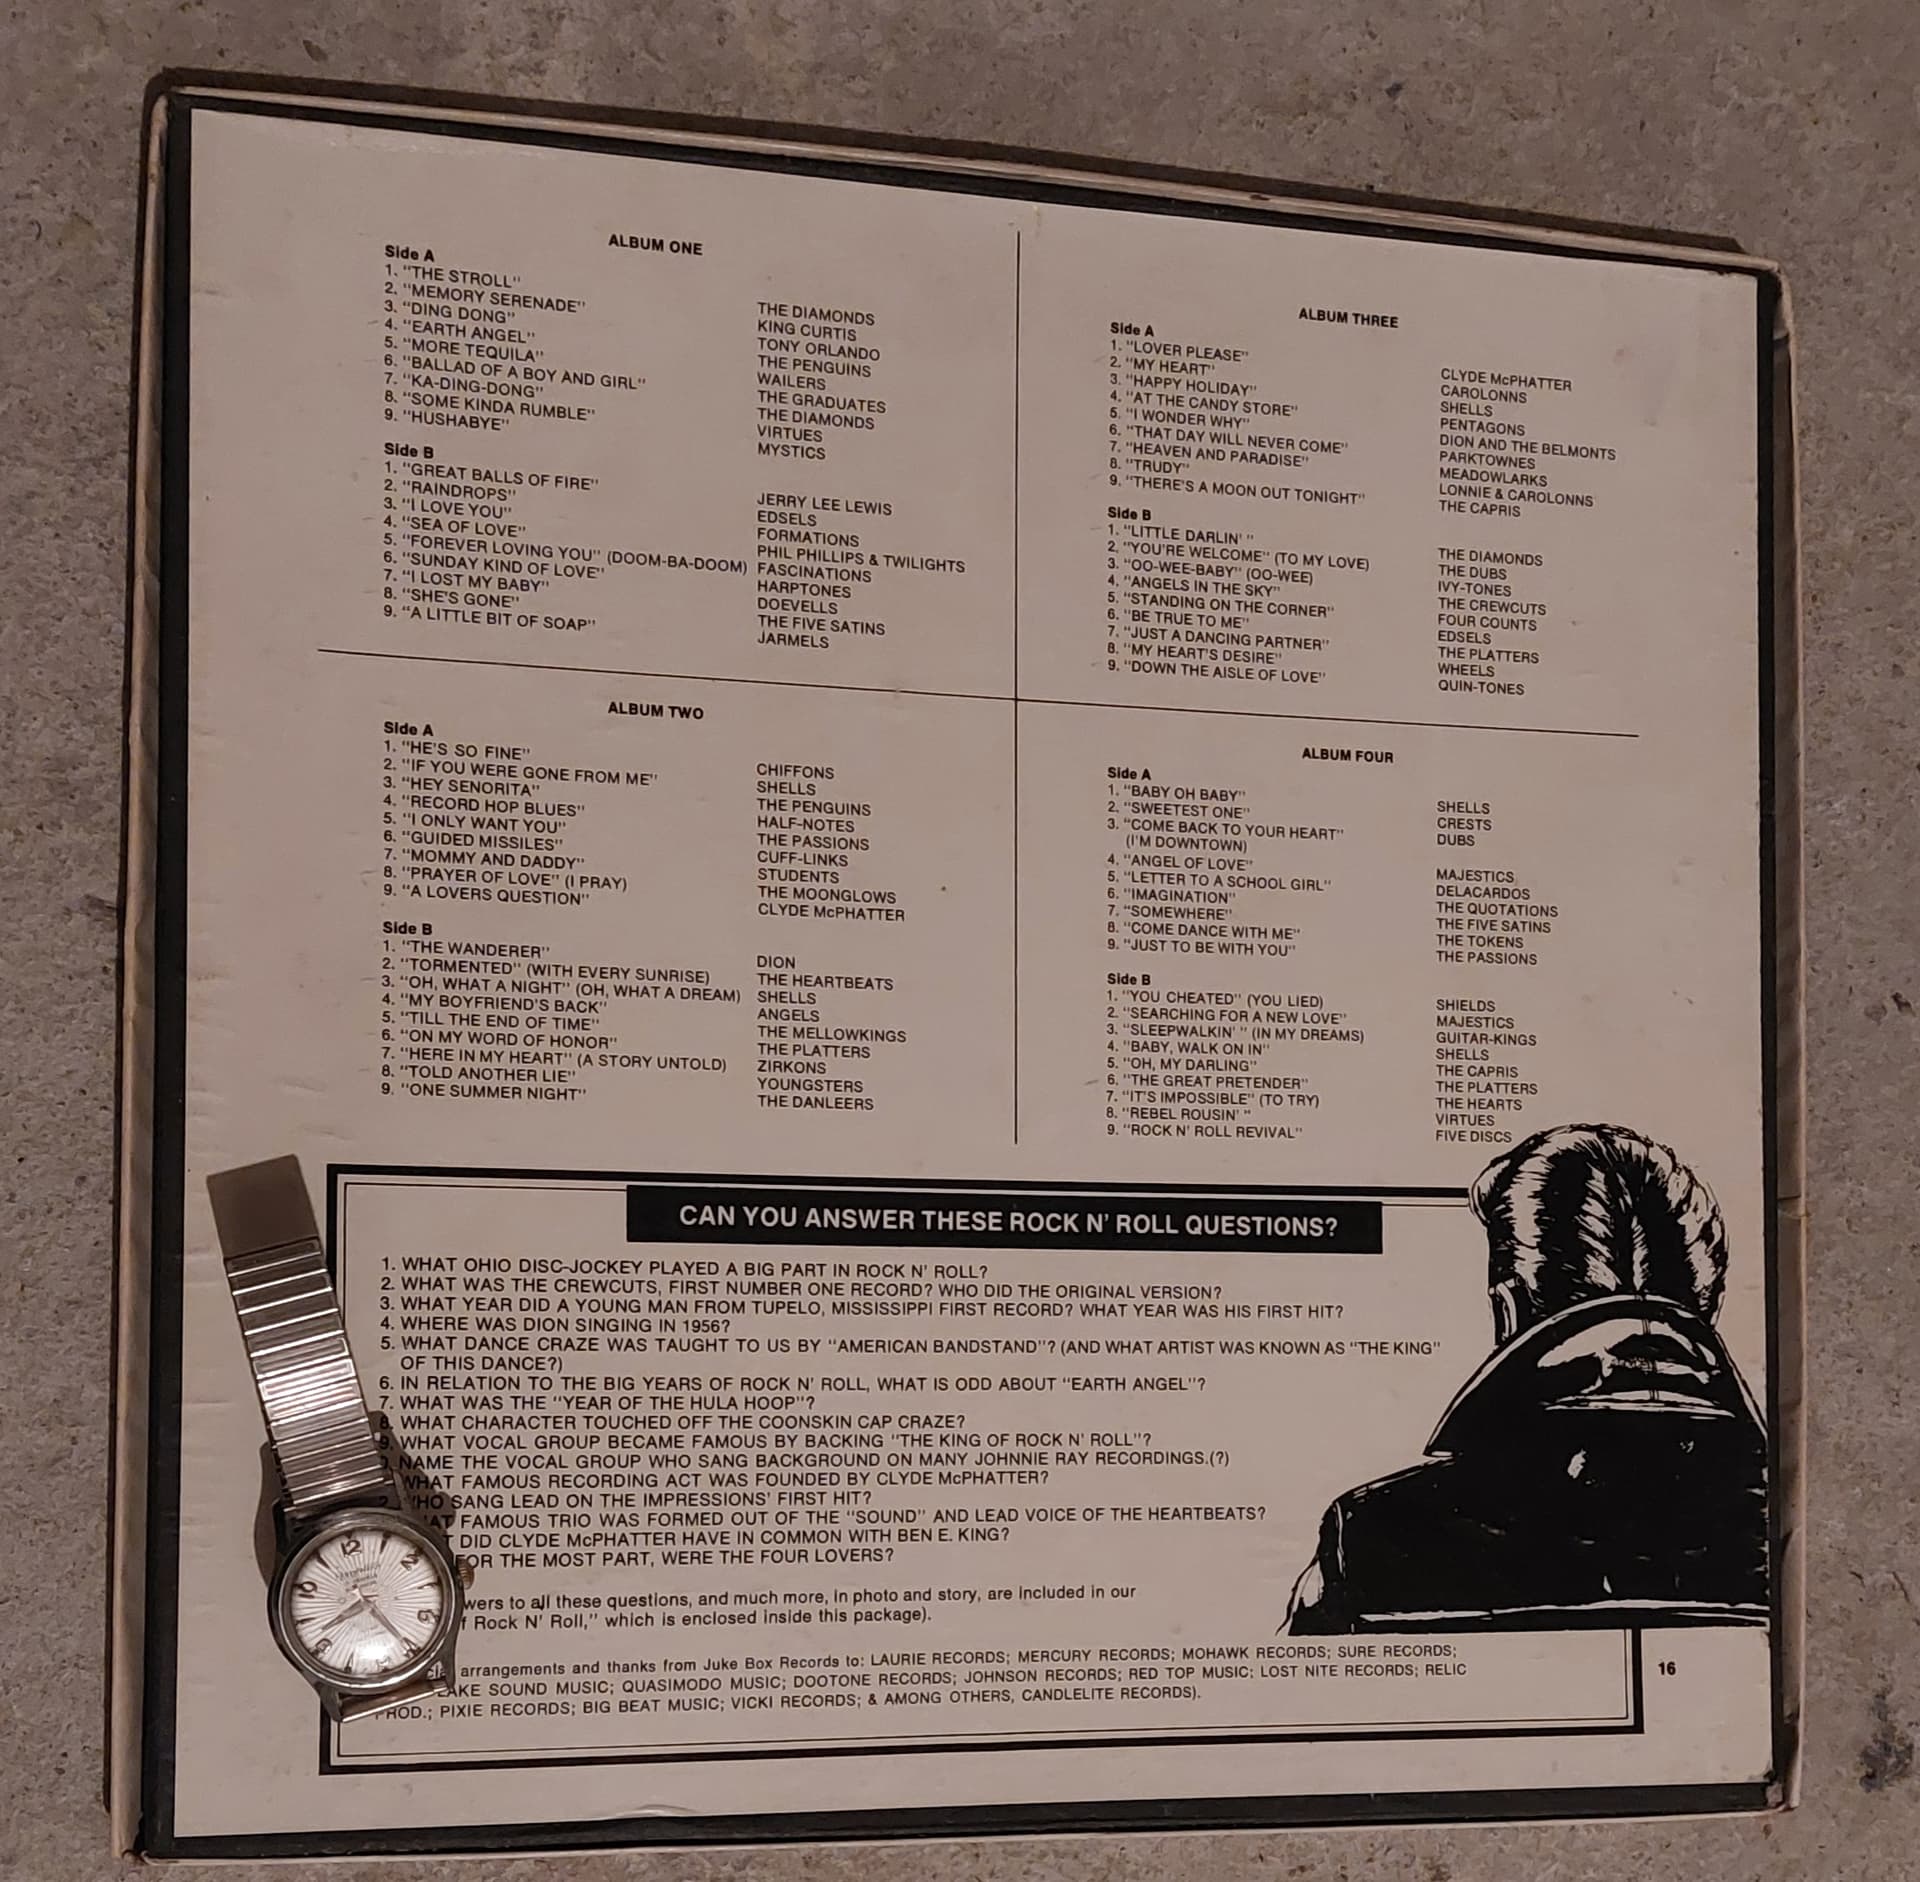 ALBUM ONE
Side A
1. "THE STROLL" THE DIAMONDS
2. "MEMORY SERENADE" KING CURTIS
3. "DING DONG" TONY ORLANDO
4. "EARTH ANGEL" THE PENGUINS
5. "MORE TEQUILA" WAILERS
6. "BALLAD OF A BOY AND GIRL" THE GRADUATES
7. "KA-DING-DONG" THE DIAMONDS
8. "SOME KINDA RUMBLE" VIRTUES
9. "HUSHABYE" MYSTICS
Side B
1. "GREAT BALLS OF FIRE" JERRY LEE LEWIS
2. "RAINDROPS" EDSELS
3. "I LOVE YOU" FORMATIONS
4. "SEA OF LOVE" PHIL PHILLIPS & TWILIGHTS
5. "FOREVER LOVING YOU" (DOOM-BA-DOOM) FASCINATIONS
6. "SUNDAY KIND OF LOVE" HARPTONES
7. "I LOST MY BABY" DOEVELLS
8. "SHE'S GONE" THE FIVE SATINS
9. "A LITTLE BIT OF SOAP" JARMELS
ALBUM TWO
Side A
1. "HE'S SO FINE" CHIFFONS
2. "IF YOU WERE GONE FROM ME" SHELLS
3. "HEY SENORITA" THE PENGUINS
4. "RECORD HOP BLUES" HALF-NOTES
5. "I ONLY WANT YOU" THE PASSIONS
6. "GUIDED MISSILES" CUFF-LINKS
7. "MOMMY AND DADDY" STUDENTS
8. "PRAYER OF LOVE" (I PRAY) THE MOONGLOWS
9. "A LOVERS QUESTION" CLYDE McPHATTER
Side B
1. "THE WANDERER" DION
2. "TORMENTED" (WITH EVERY SUNRISE) THE HEARTBEATS
3. "OH, WHAT A NIGHT" (OH, WHAT A DREAM) SHELLS
4. "MY BOYFRIEND'S BACK" ANGELS
5. "TILL THE END OF TIME" THE MELLOWKINGS
6. "ON MY WORD OF HONOR" THE PLATTERS
7. "HERE IN MY HEART" (A STORY UNTOLD) ZIRKONS
8. "TOLD ANOTHER LIE" YOUNGSTERS
9. "ONE SUMMER NIGHT" THE DANLEERS
ALBUM THREE
Side A
1. "LOVER PLEASE" CLYDE McPHATTER
2. "MY HEART" CAROLONNS
3. "HAPPY HOLIDAY" SHELLS
4. "AT THE CANDY STORE" PENTAGONS
5. "I WONDER WHY" DION AND THE BELMONTS
6. "THAT DAY WILL NEVER COME" PARKTOWNES
7. "HEAVEN AND PARADISE" MEADOWLARKS
8. "TRUDY" LONNIE & CAROLONNS
9. "THERE'S A MOON OUT TONIGHT" THE CAPRIS
Side B
1. "LITTLE DARLIN' " THE DIAMONDS
2. "YOU'RE WELCOME" (TO MY LOVE) THE DUBS
3. "OO-WEE-BABY" (OO-WEE) IVY-TONES
4. "ANGELS IN THE SKY" THE CREWCUTS
5. "STANDING ON THE CORNER" FOUR COUNTS
6. "BE TRUE TO ME" EDSELS
7. "JUST A DANCING PARTNER" THE PLATTERS
8. "MY HEART'S DESIRE" WHEELS
9. "DOWN THE AISLE OF LOVE" QUIN-TONES
ALBUM FOUR
Side A
1. "BABY OH BABY" SHELLS
2. "SWEETEST ONE" CRESTS
3. "COME BACK TO YOUR HEART" DUBS
(I'M DOWNTOWN)
4. "ANGEL OF LOVE" MAJESTICS
5. "LETTER TO A SCHOOL GIRL" DELACARDOS
6. "IMAGINATION" THE QUOTATIONS
7. "SOMEWHERE" THE FIVE SATINS
8. "COME DANCE WITH ME" THE TOKENS
9. "JUST TO BE WITH YOU" THE PASSIONS
Side B
1. "YOU CHEATED" (YOU LIED) SHIELDS
2. "SEARCHING FOR A NEW LOVE" MAJESTICS
3. "SLEEPWALKIN' " (IN MY DREAMS) GUITAR-KINGS
4. "BABY, WALK ON IN" SHELLS
5. "OH, MY DARLING" THE CAPRIS
6. "THE GREAT PRETENDER" THE PLATTERS
7. "IT'S IMPOSSIBLE" (TO TRY) THE HEARTS
8. "REBEL ROUSIN' " VIRTUES
9. "ROCK N' ROLL REVIVAL" FIVE DISCS
CAN YOU ANSWER THESE ROCK N' ROLL QUESTIONS?
1. WHAT OHIO DISC-JOCKEY PLAYED A BIG PART IN ROCK N' ROLL?
2. WHAT WAS THE CREWCUTS, FIRST NUMBER ONE RECORD? WHO DID THE ORIGINAL VERSION?
3. WHAT YEAR DID A YOUNG MAN FROM TUPELO, MISSISSIPPI FIRST RECORD? WHAT YEAR WAS HIS FIRST HIT?
4. WHERE WAS DION SINGING IN 1956?
5. WHAT DANCE CRAZE WAS TAUGHT TO US BY "AMERICAN BANDSTAND"? (AND WHAT ARTIST WAS KNOWN AS "THE KING"
OF THIS DANCE?)
6. IN RELATION TO THE BIG YEARS OF ROCK N' ROLL, WHAT IS ODD ABOUT "EARTH ANGEL"?
7. WHAT WAS THE "YEAR OF THE HULA HOOP"?
8. WHAT CHARACTER TOUCHED OFF THE COONSKIN CAP CRAZE?
9. WHAT VOCAL GROUP BECAME FAMOUS BY BACKING "THE KING OF ROCK N' ROLL"?
NAME THE VOCAL GROUP WHO SANG BACKGROUND ON MANY JOHNNIE RAY RECORDINGS.(?)
WHAT FAMOUS RECORDING ACT WAS FOUNDED BY CLYDE McPHATTER?
WHO SANG LEAD ON THE IMPRESSIONS' FIRST HIT?
FAMOUS TRIO WAS FORMED OUT OF THE "SOUND" AND LEAD VOICE OF THE HEARTBEATS?
DID CLYDE McPHATTER HAVE IN COMMON WITH BEN E. KING?
FOR THE MOST PART, WERE THE FOUR LOVERS?
to all these questions, and much more, in photo and story, are included in our
Rock N' Roll," which is enclosed inside this package).
arrangements and thanks from Juke Box Records to: LAURIE RECORDS; MERCURY RECORDS; MOHAWK RECORDS; SURE RECORDS;
SOUND MUSIC; QUASIMODO MUSIC; DOOTONE RECORDS; JOHNSON RECORDS; RED TOP MUSIC; LOST NITE RECORDS; RELIC
PROD.; PIXIE RECORDS; BIG BEAT MUSIC; VICKI RECORDS; & AMONG OTHERS, CANDLELITE RECORDS).
16
12
2